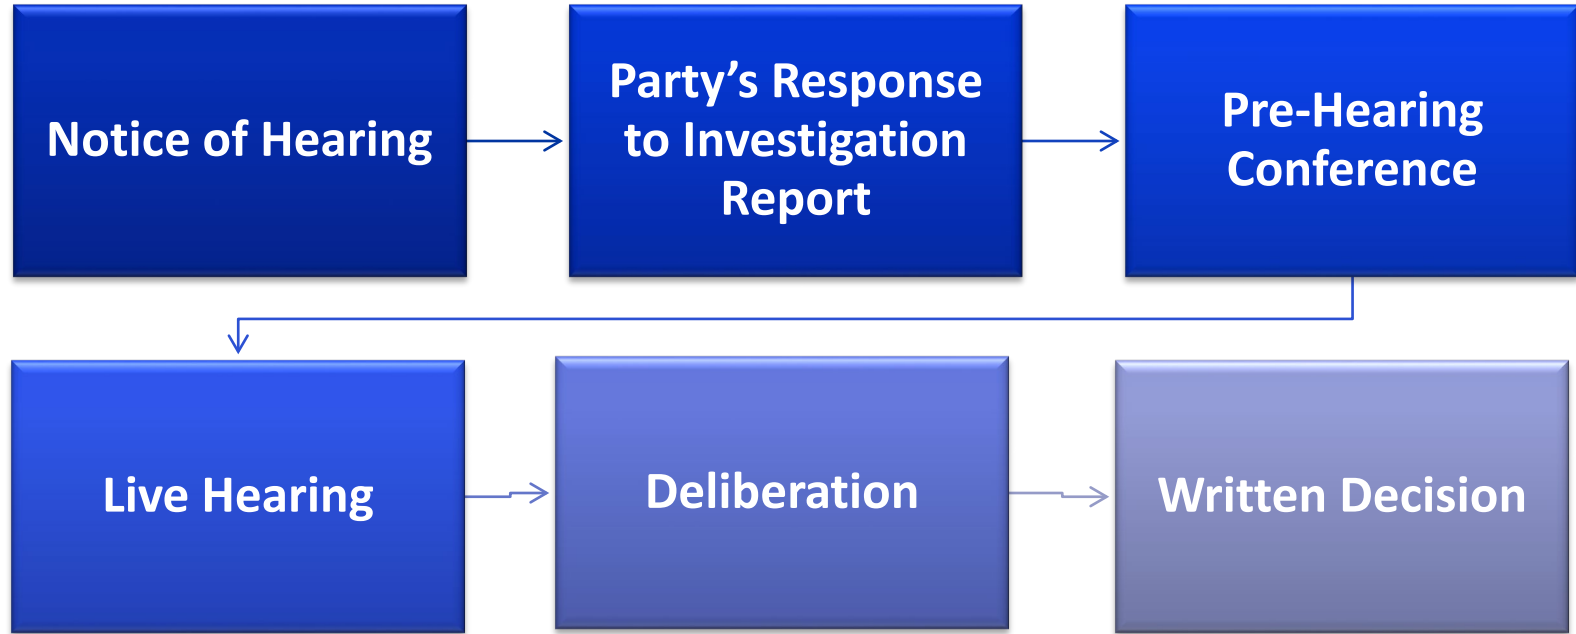 Notice of Hearing
Party’s Response
to Investigation
Report
Pre-Hearing
Conference
Live Hearing
Deliberation
Written Decision